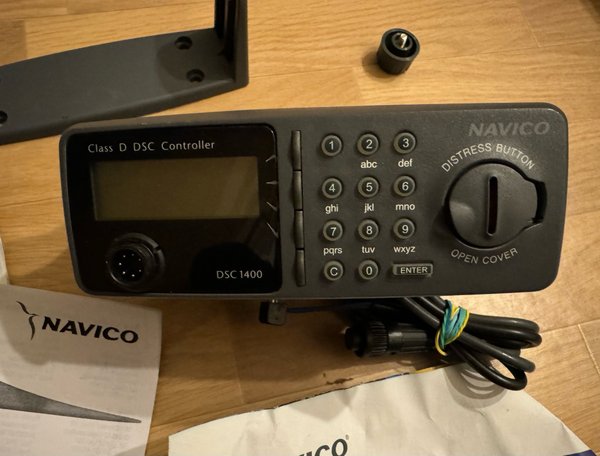 NAVICO
Class D DSC Controller
DISTRESS BUTTON
OPEN COVER
DSC 1400
1 2 3
abc def
4 5 6
ghi jkl mno
7 8 9
pqrs tuv wxyz
C 0 ENTER
NAVICO